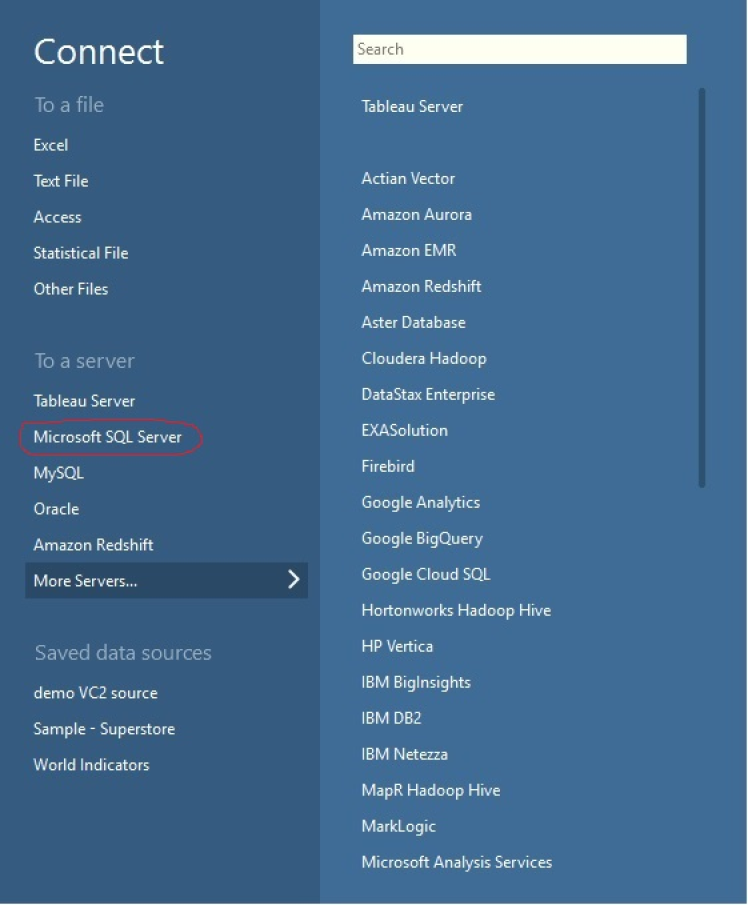 Connect
To a file
Excel
Text File
Access
Statistical File
Other Files
To a server
Tableau Server
Microsoft SQL Server
MySQL
Oracle
Amazon Redshift
More Servers...
Saved data sources
demo VC2 source
Sample - Superstore
World Indicators
Search
Tableau Server
Actian Vector
Amazon Aurora
Amazon EMR
Amazon Redshift
Aster Database
Cloudera Hadoop
DataStax Enterprise
EXASolution
Firebird
Google Analytics
Google BigQuery
Google Cloud SQL
Hortonworks Hadoop Hive
HP Vertica
IBM BigInsights
IBM DB2
IBM Netezza
MapR Hadoop Hive
MarkLogic
Microsoft Analysis Services